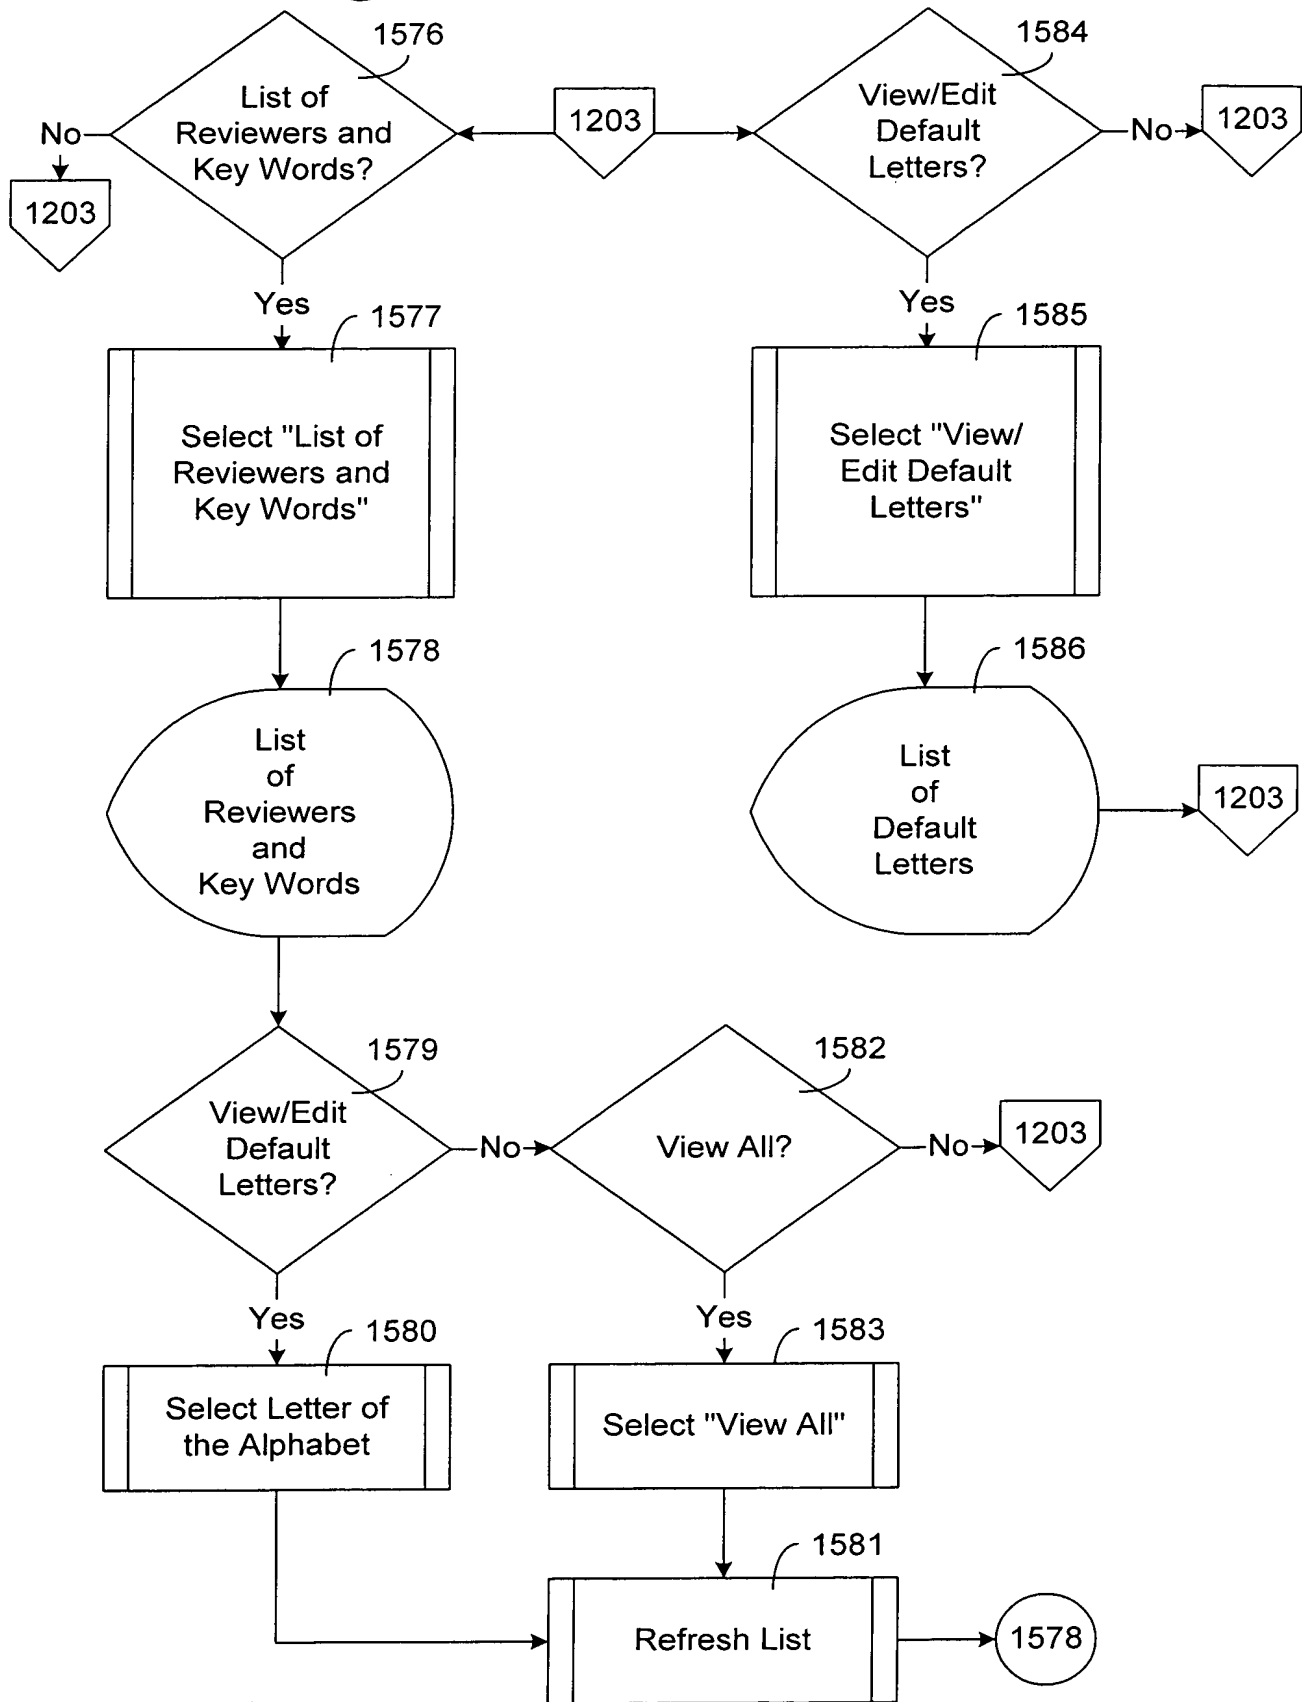 1576
List of
Reviewers and
Key Words?
No
1203
1203
1584
View/Edit
Default
Letters?
No
1203
Yes
1577
Select "List of
Reviewers and
Key Words"
Yes
1585
Select "View/
Edit Default
Letters"
1578
List
of
Reviewers
and
Key Words
1586
List
of
Default
Letters
1203
1579
View/Edit
Default
Letters?
No
1582
View All?
No
1203
Yes
1580
Select Letter of
the Alphabet
Yes
1583
Select "View All"
1581
Refresh List
1578